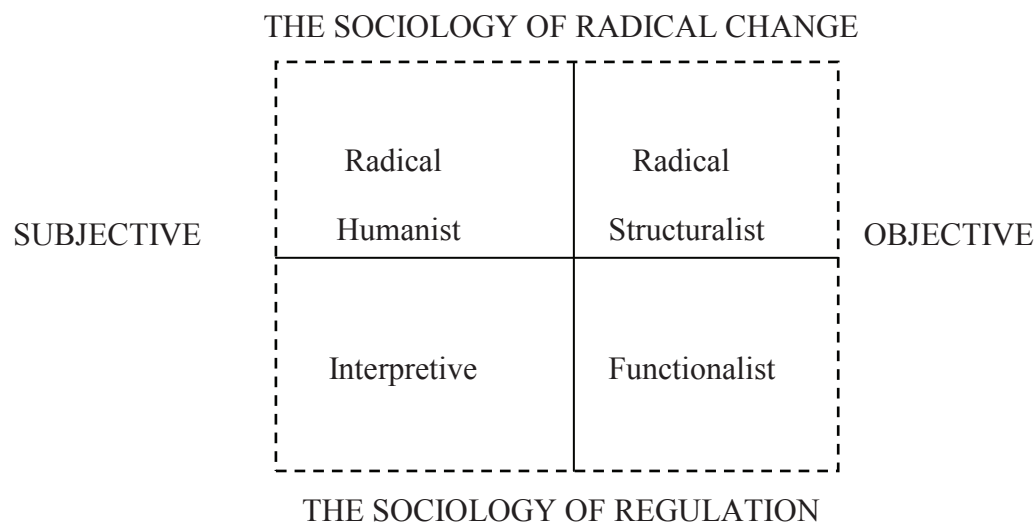 THE SOCIOLOGY OF RADICAL CHANGE
Radical Radical
SUBJECTIVE Humanist Structuralist OBJECTIVE
Interpretive Functionalist
THE SOCIOLOGY OF REGULATION